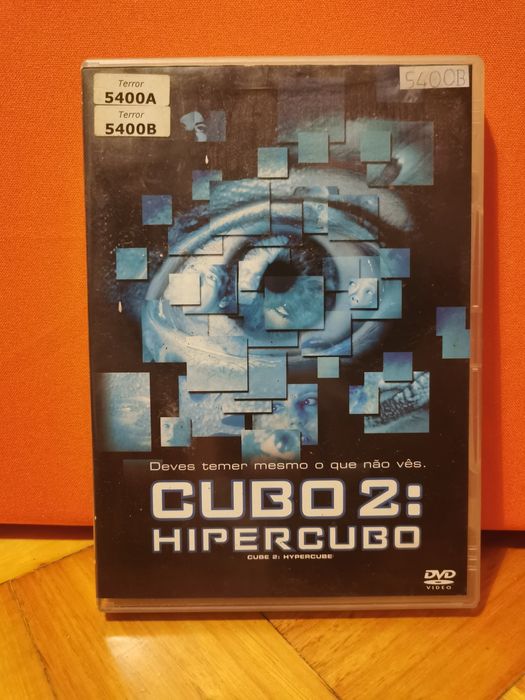 Terror
5400A
Terror
5400B
5400B
Deves temer mesmo o que não vês.
CUBO 2:
HIPERCUBO
CUBE 2: HYPERCUBE
DVD
VIDEO